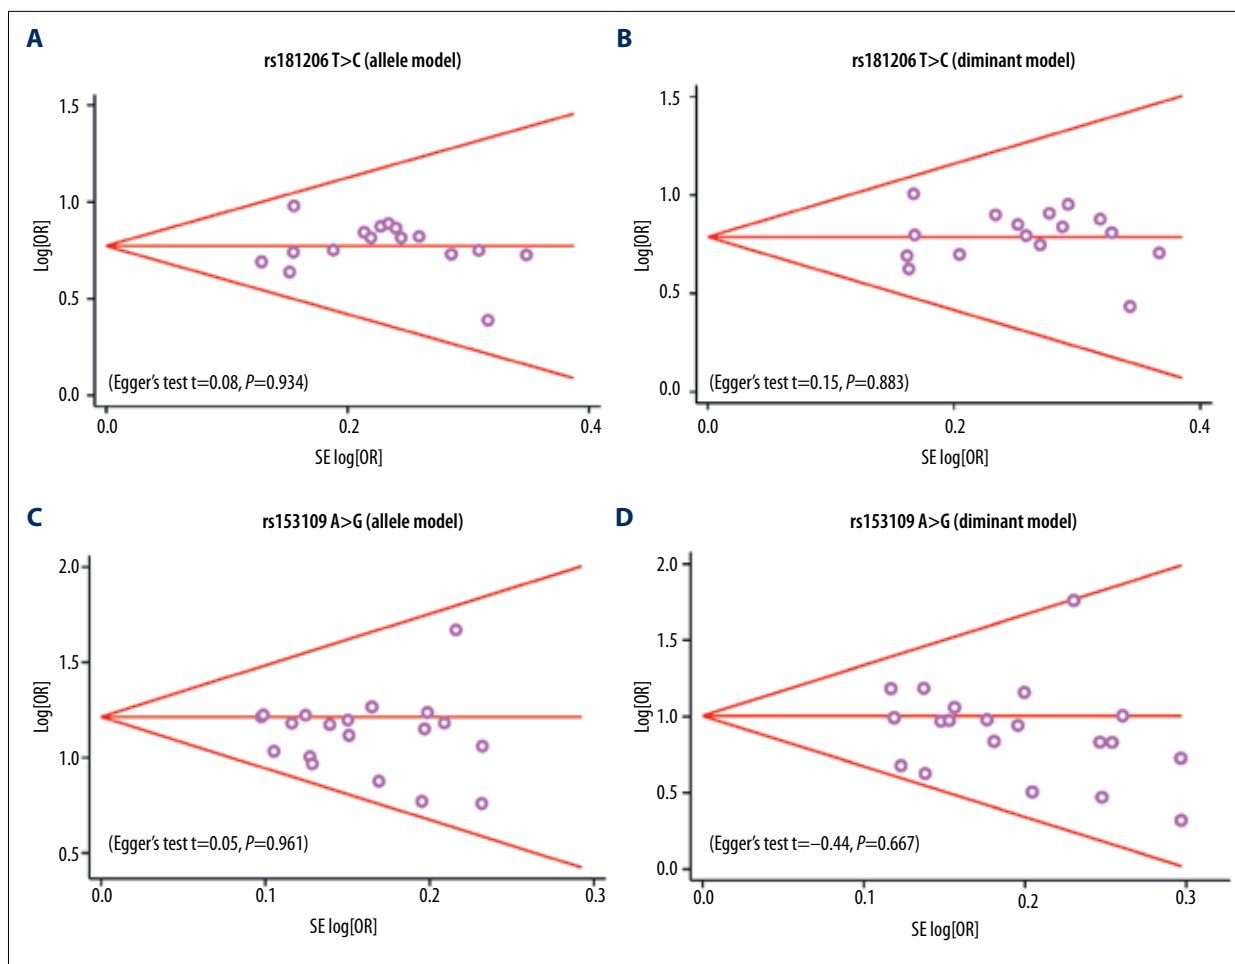 A
rs181206 T>C (allele model)
1.5
1.0
0.5
0.0
Log[OR]
(Egger's test t=0.08, P=0.934)
0.0 0.2 0.4
SE log[OR]
B
rs181206 T>C (diminant model)
1.5
1.0
0.5
0.0
Log[OR]
(Egger's test t=0.15, P=0.883)
0.0 0.2 0.4
SE log[OR]
C
rs153109 A>G (allele model)
2.0
1.5
1.0
0.5
Log[OR]
(Egger's test t=0.05, P=0.961)
0.0 0.1 0.2 0.3
SE log[OR]
D
rs153109 A>G (diminant model)
2.0
1.5
1.0
0.5
0.0
Log[OR]
(Egger's test t=–0.44, P=0.667)
0.0 0.1 0.2 0.3
SE log[OR]